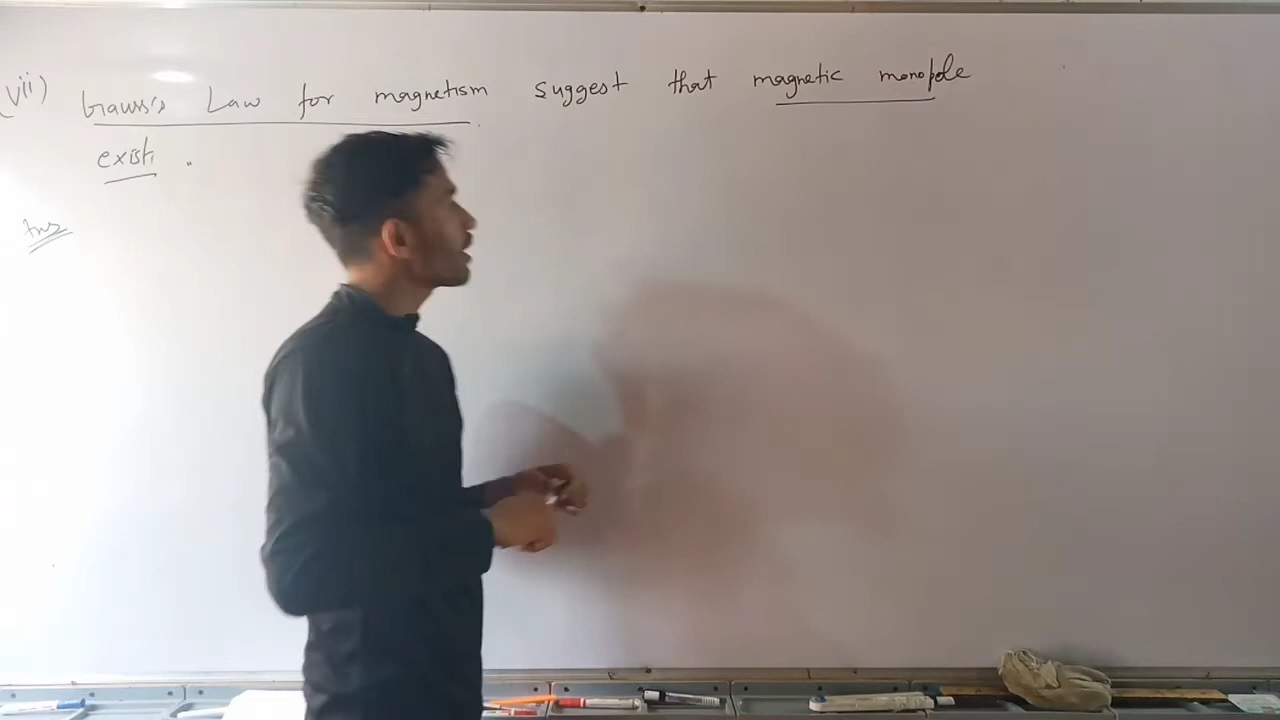 (vii) Gauss's Law for magnetism suggest that magnetic monopole
exist .
Ans